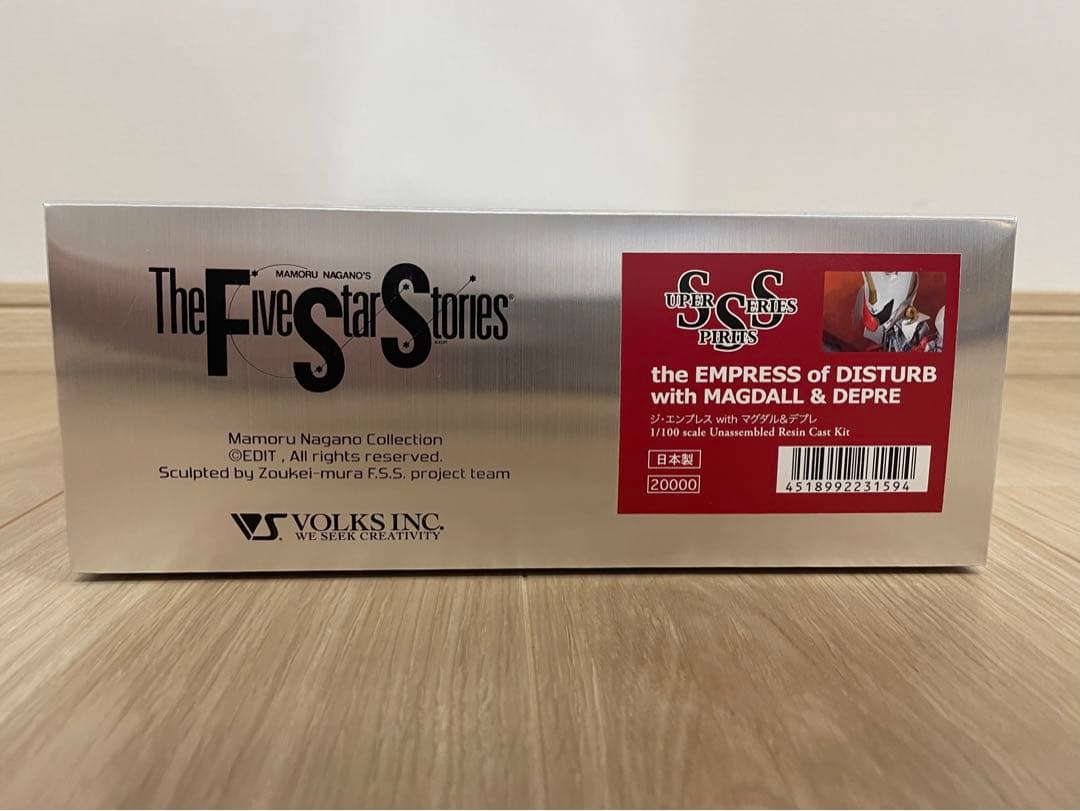 MAMORU NAGANO'S
The Five Star Stories
Mamoru Nagano Collection
©EDIT , All rights reserved.
Sculpted by Zoukei-mura F.S.S. project team
VS. VOLKS INC.
WE SEEK CREATIVITY
SUPER
SPIRITS
SERIES
the EMPRESS of DISTURB
with MAGDALL & DEPRE
ジ・エンプレス with マグダル&デプレ
1/100 scale Unassembled Resin Cast Kit
日本製
20000
4518992231594